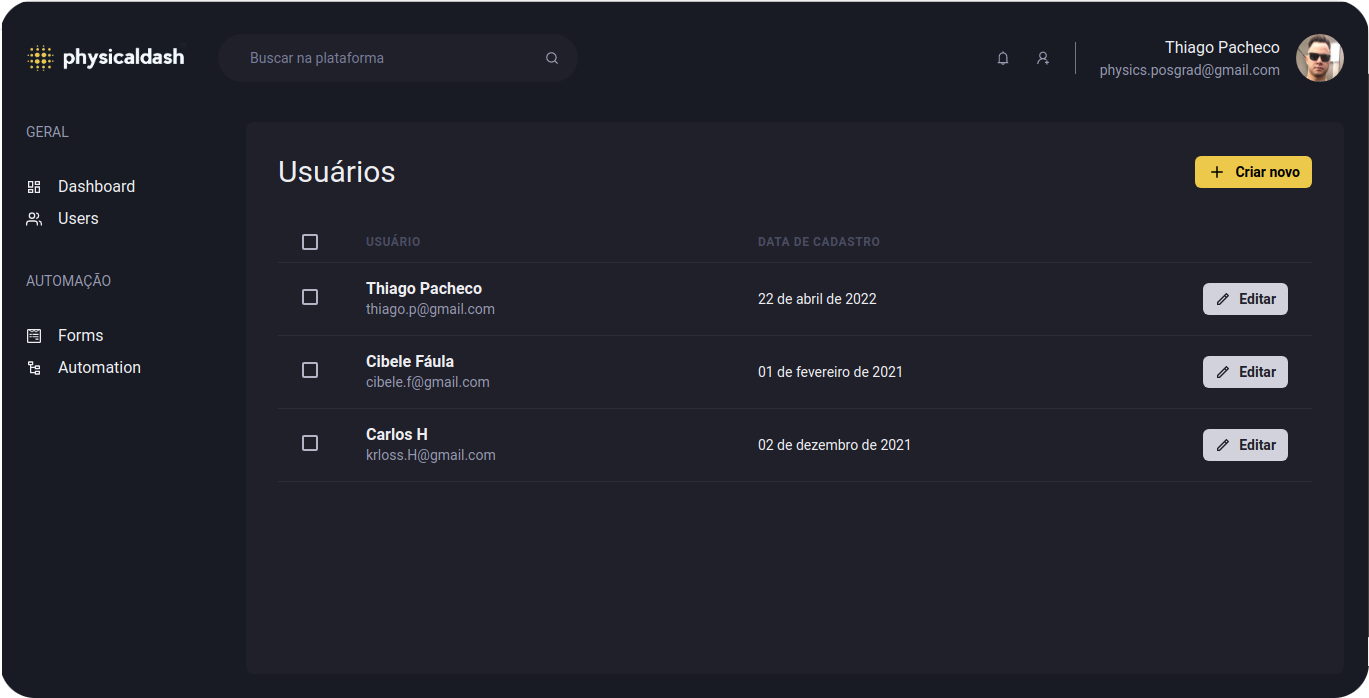 physicaldash
Buscar na plataforma
Thiago Pacheco
physics.posgrad@gmail.com
GERAL
Dashboard
Users
AUTOMAÇÃO
Forms
Automation
Usuários
Criar novo
USUÁRIO DATA DE CADASTRO
Thiago Pacheco
thiago.p@gmail.com
22 de abril de 2022
Editar
Cibele Fáula
cibele.f@gmail.com
01 de fevereiro de 2021
Editar
Carlos H
krloss.H@gmail.com
02 de dezembro de 2021
Editar